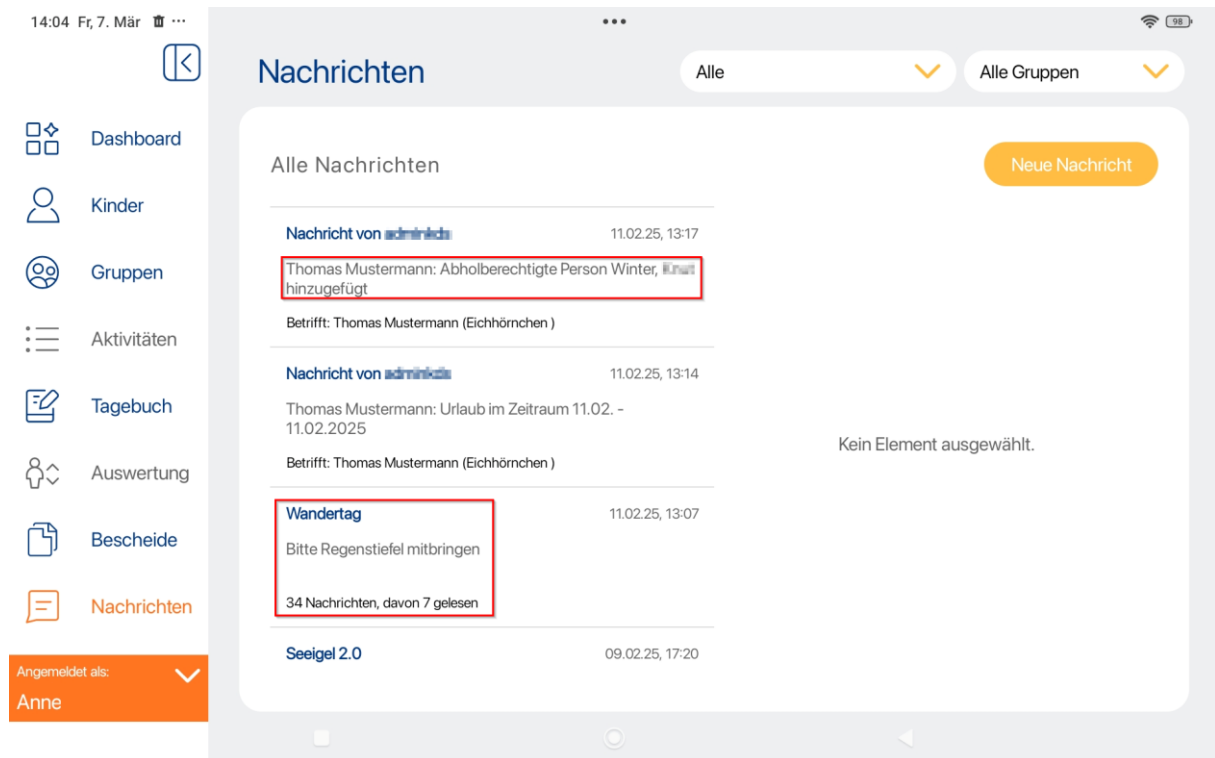 14:04 Fr, 7. Mär
98
Nachrichten
Alle
Alle Gruppen
Dashboard
Kinder
Gruppen
Aktivitäten
Tagebuch
Auswertung
Bescheide
Nachrichten
Angemeldet als:
Anne
Alle Nachrichten
Neue Nachricht
Nachricht von
11.02.25, 13:17
Thomas Mustermann: Abholberechtigte Person Winter,
hinzugefügt
Betrifft: Thomas Mustermann (Eichhörnchen )
Nachricht von
11.02.25, 13:14
Thomas Mustermann: Urlaub im Zeitraum 11.02. -
11.02.2025
Betrifft: Thomas Mustermann (Eichhörnchen )
Wandertag
11.02.25, 13:07
Bitte Regenstiefel mitbringen
34 Nachrichten, davon 7 gelesen
Seeigel 2.0
09.02.25, 17:20
Kein Element ausgewählt.